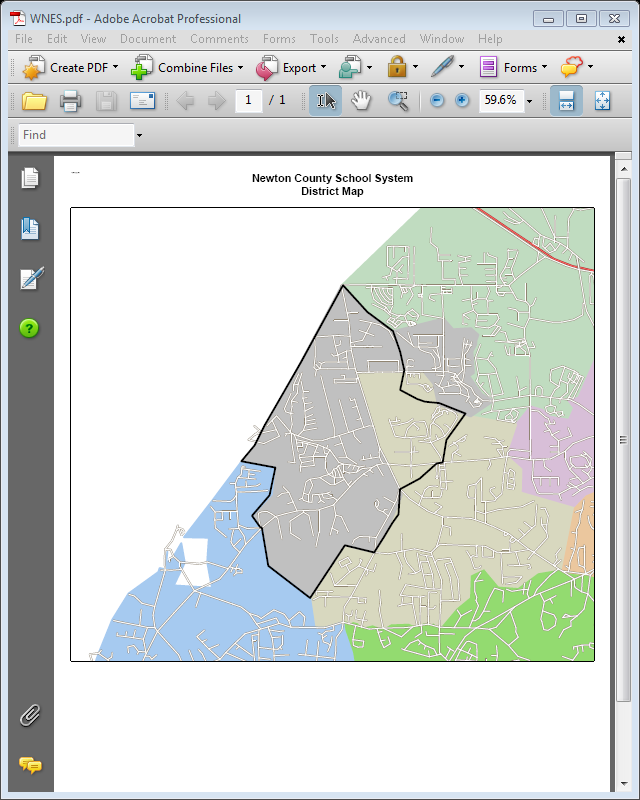 WNES.pdf - Adobe Acrobat Professional
File Edit View Document Comments Forms Tools Advanced Window Help
Create PDF Combine Files Export Forms
1 / 1 59.6%
Find
Newton County School System
District Map